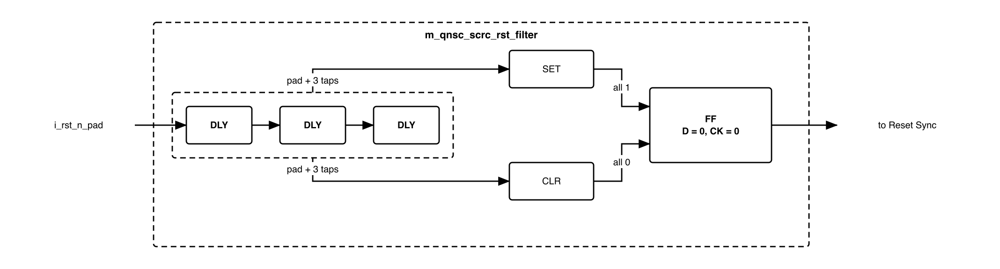 m_qnsc_scrc_rst_filter
SET
pad + 3 taps
all 1
i_rst_n_pad
DLY
DLY
DLY
FF
D = 0, CK = 0
to Reset Sync
pad + 3 taps
all 0
CLR